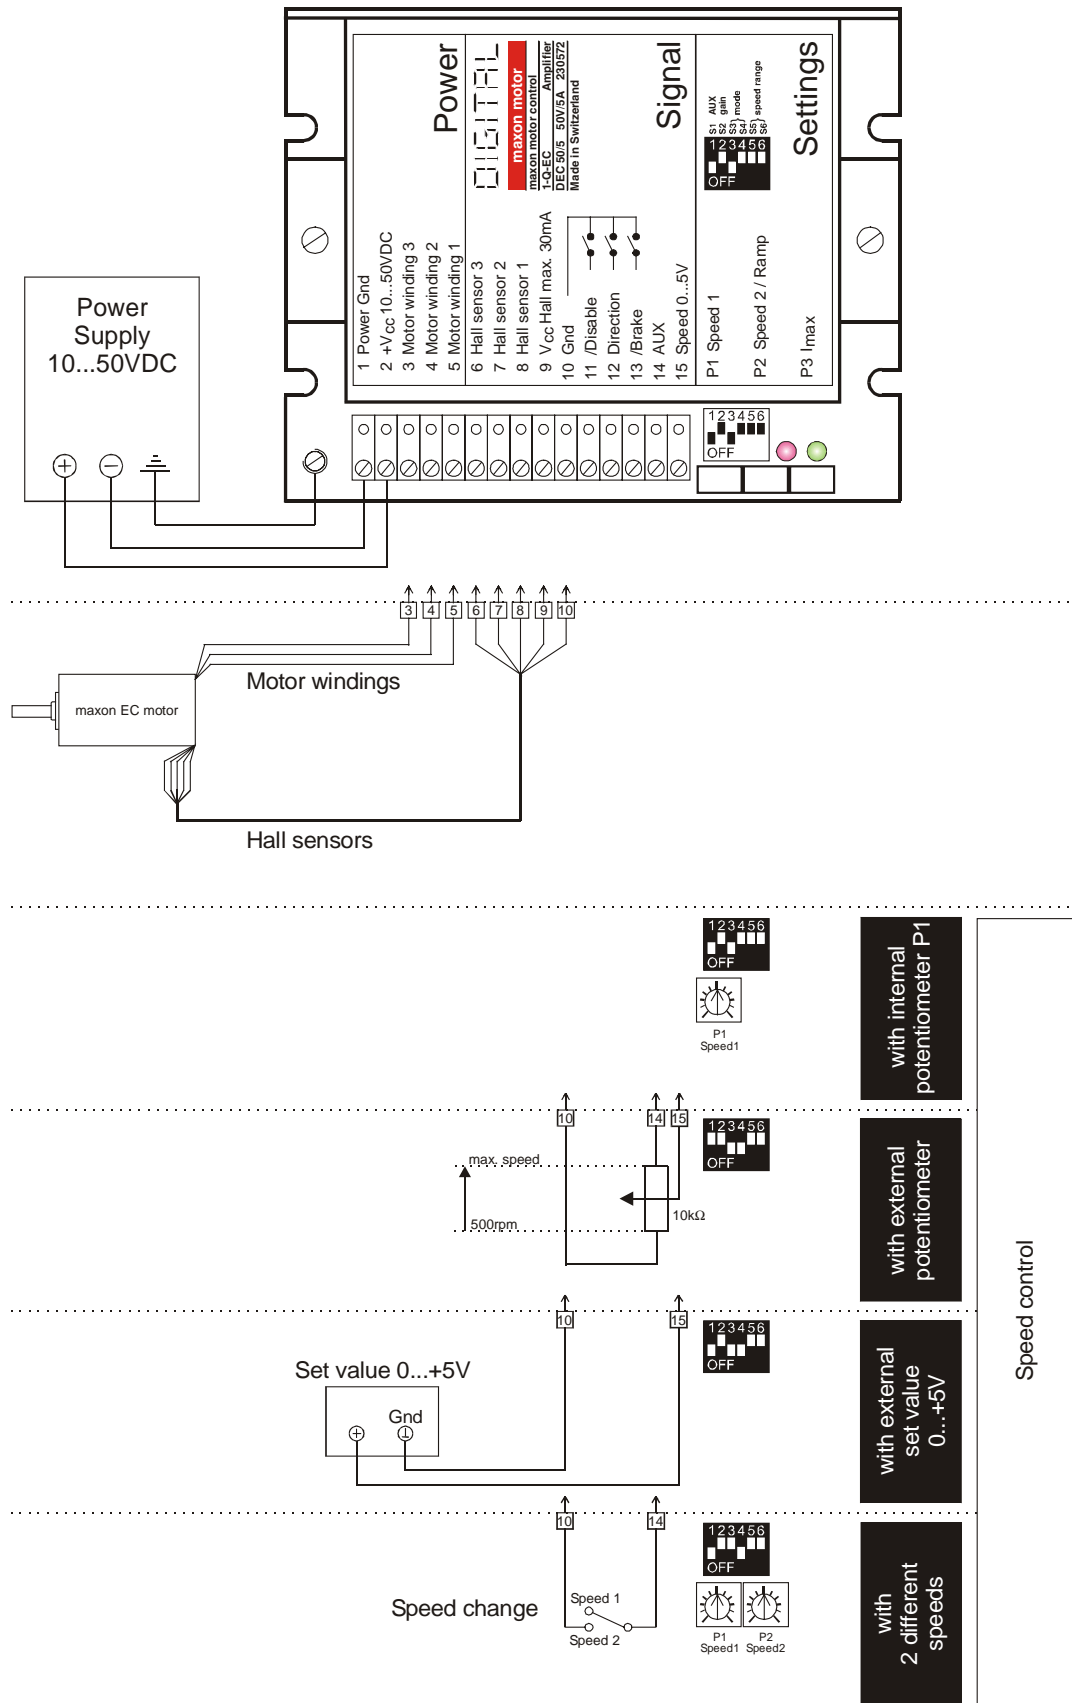 Power
Supply
10...50VDC
Power
1 Power Gnd
2 +Vcc 10...50VDC
3 Motor winding 3
4 Motor winding 2
5 Motor winding 1
DIGITAL
maxon motor
maxon motor control
1-Q-EC Amplifier
DEC 50/5 50V/5A 230572
Made in Switzerland
Signal
6 Hall sensor 3
7 Hall sensor 2
8 Hall sensor 1
9 Vcc Hall max. 30mA
10 Gnd
11 /Disable
12 Direction
13 /Brake
14 AUX
15 Speed 0...5V
S1 AUX
S2 gain
S3} mode
S4}
S5} speed range
S6}
123456
OFF
Settings
P1 Speed 1
P2 Speed 2 / Ramp
P3 Imax
123456
OFF
3 4 5 6 7 8 9 10
Motor windings
maxon EC motor
Hall sensors
123456
OFF
P1
Speed1
with internal
potentiometer P1
10 14 15
123456
OFF
max. speed
500rpm
10kΩ
with external
potentiometer
Speed control
10 15
123456
OFF
Set value 0...+5V
Gnd
with external
set value
0...+5V
10 14
123456
OFF
Speed change
Speed 1
Speed 2
P1
Speed1
P2
Speed2
with
2 different
speeds